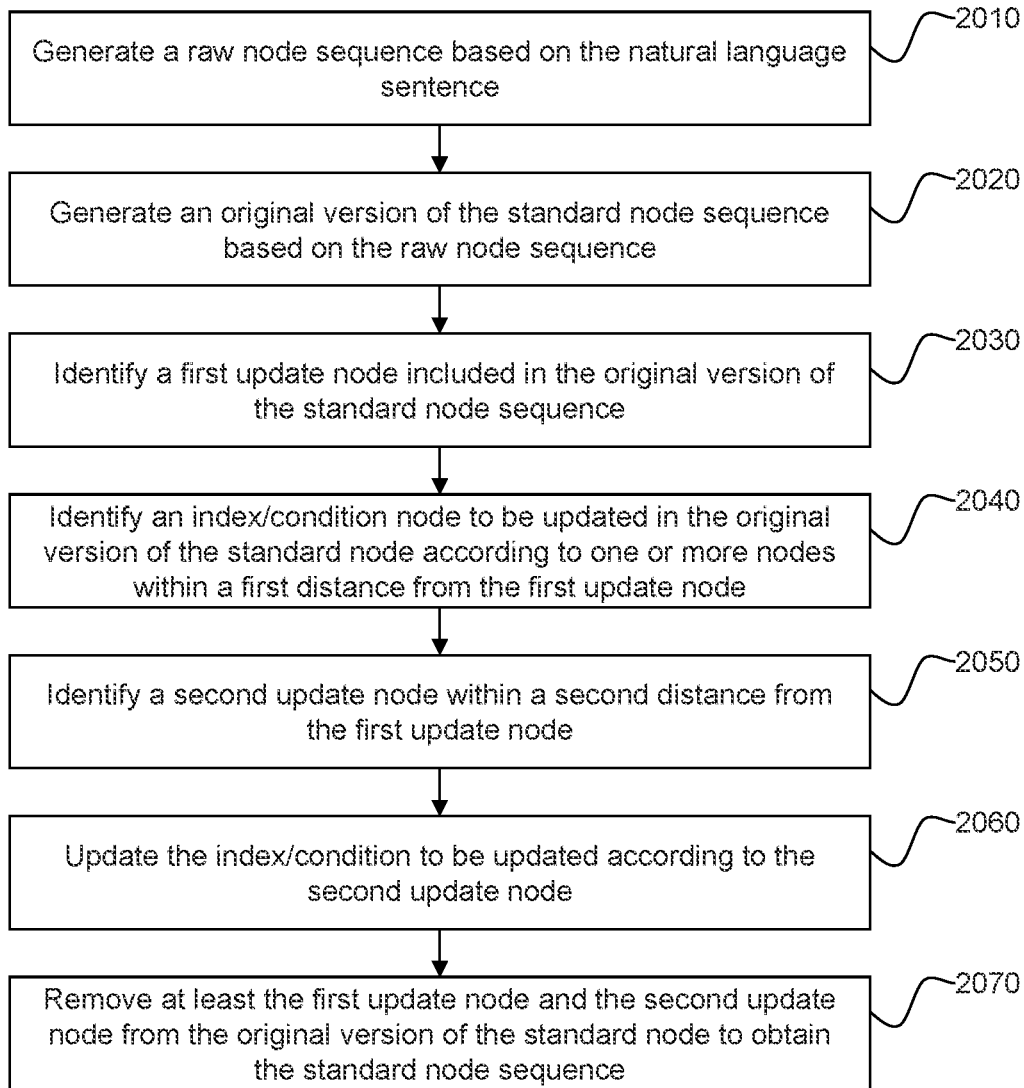 2010
Generate a raw node sequence based on the natural language
sentence
2020
Generate an original version of the standard node sequence
based on the raw node sequence
2030
Identify a first update node included in the original version of
the standard node sequence
2040
Identify an index/condition node to be updated in the original
version of the standard node according to one or more nodes
within a first distance from the first update node
2050
Identify a second update node within a second distance from
the first update node
2060
Update the index/condition to be updated according to the
second update node
2070
Remove at least the first update node and the second update
node from the original version of the standard node to obtain
the standard node sequence